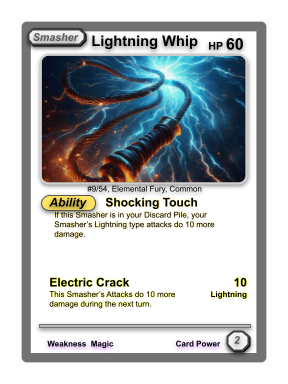 Smasher Lightning Whip HP 60
#9/54, Elemental Fury, Common
Ability Shocking Touch
If this Smasher is in your Discard Pile, your
Smasher's Lightning type attacks do 10 more
damage.
Electric Crack 10
This Smasher's Attacks do 10 more Lightning
damage during the next turn.
Weakness Magic Card Power 2